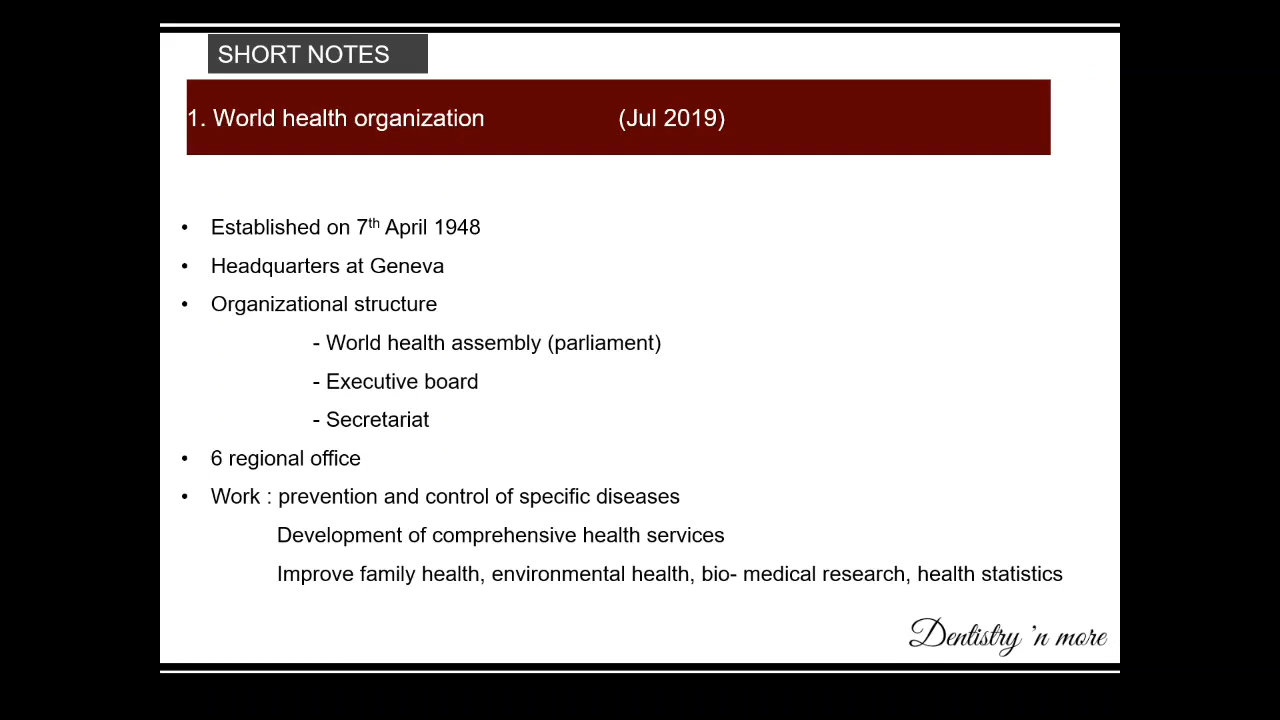 SHORT NOTES
1. World health organization (Jul 2019)
• Established on 7th April 1948
• Headquarters at Geneva
• Organizational structure
- World health assembly (parliament)
- Executive board
- Secretariat
• 6 regional office
• Work : prevention and control of specific diseases
Development of comprehensive health services
Improve family health, environmental health, bio- medical research, health statistics
Dentistry 'n more